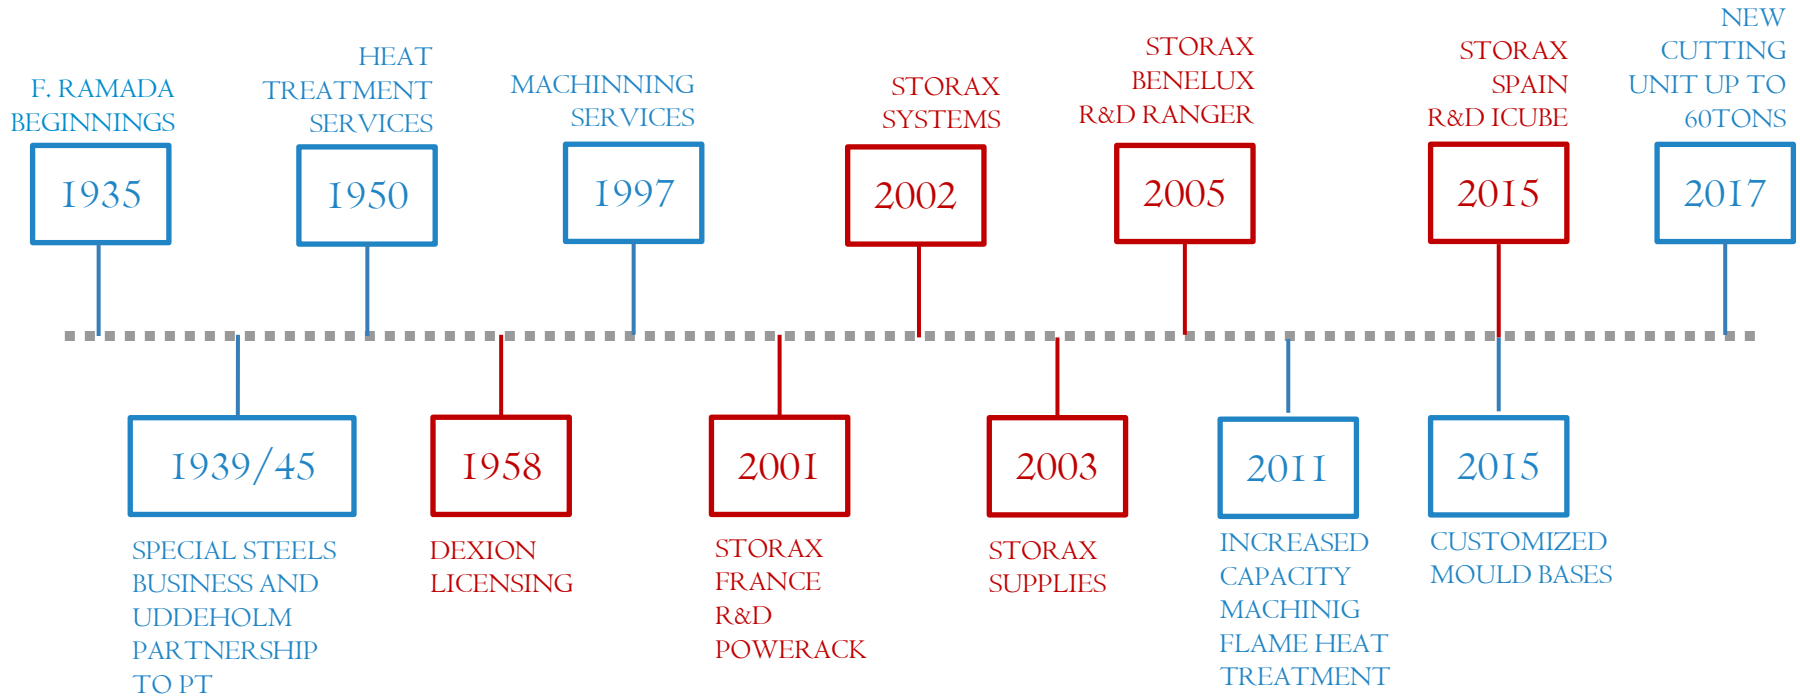 F. RAMADA
BEGINNINGS
1935
HEAT
TREATMENT
SERVICES
1950
MACHINNING
SERVICES
1997
STORAX
SYSTEMS
2002
STORAX
BENELUX
R&D RANGER
2005
STORAX
SPAIN
R&D ICUBE
2015
NEW
CUTTING
UNIT UP TO
60TONS
2017
1939/45
SPECIAL STEELS
BUSINESS AND
UDDEHOLM
PARTNERSHIP
TO PT
1958
DEXION
LICENSING
2001
STORAX
FRANCE
R&D
POWERACK
2003
STORAX
SUPPLIES
2011
INCREASED
CAPACITY
MACHINIG
FLAME HEAT
TREATMENT
2015
CUSTOMIZED
MOULD BASES